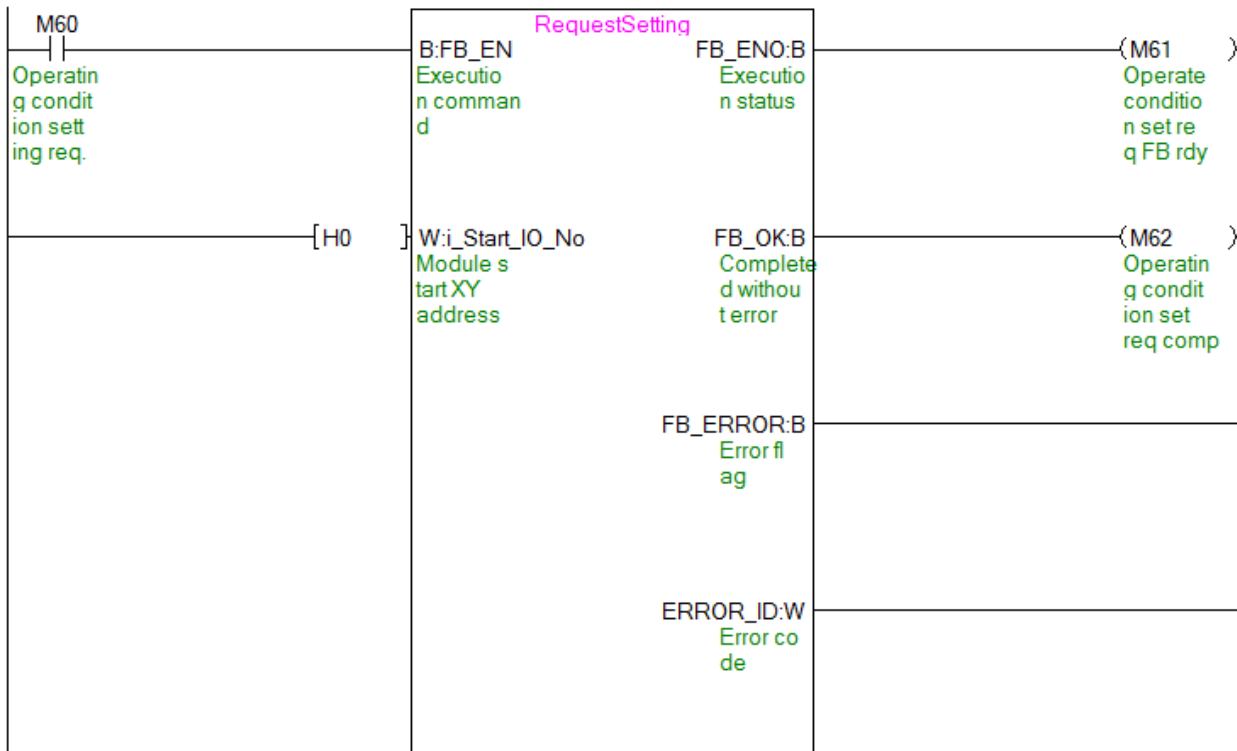 M60
RequestSetting
B:FB_EN
FB_ENO:B
(M61 )
Operatin
g condit
ion sett
ing req.
Executio
n comman
d
Executio
n status
Operate
conditio
n set re
q FB rdy
[H0 ]
W:i_Start_IO_No
FB_OK:B
(M62 )
Module s
tart XY
address
Complete
d withou
t error
Operatin
g condit
ion set
req comp
FB_ERROR:B
Error fl
ag
ERROR_ID:W
Error co
de